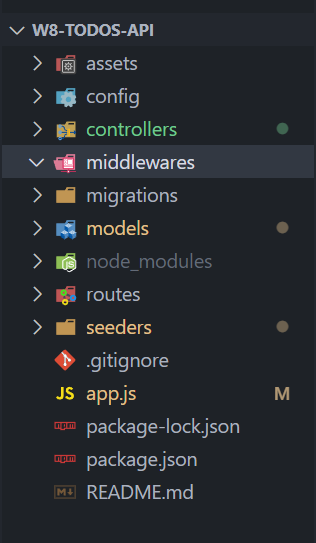 W8-TODOS-API
assets
config
controllers
middlewares
migrations
models
node_modules
routes
seeders
.gitignore
JS app.js M
package-lock.json
package.json
README.md